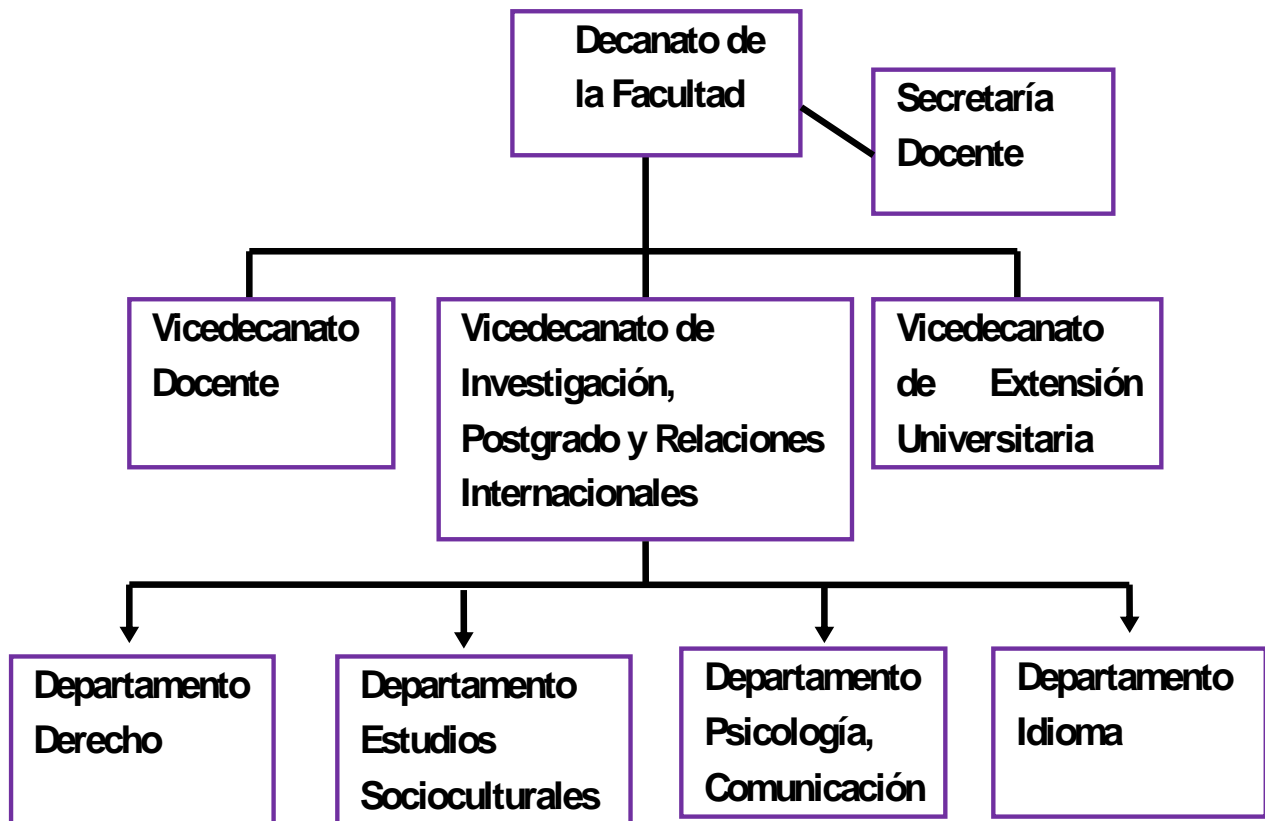 Decanato de
la Facultad
Secretaría
Docente
Vicedecanato
Docente
Vicedecanato de
Investigación,
Postgrado y Relaciones
Internacionales
Vicedecanato
de Extensión
Universitaria
Departamento
Derecho
Departamento
Estudios
Socioculturales
Departamento
Psicología,
Comunicación
Departamento
Idioma